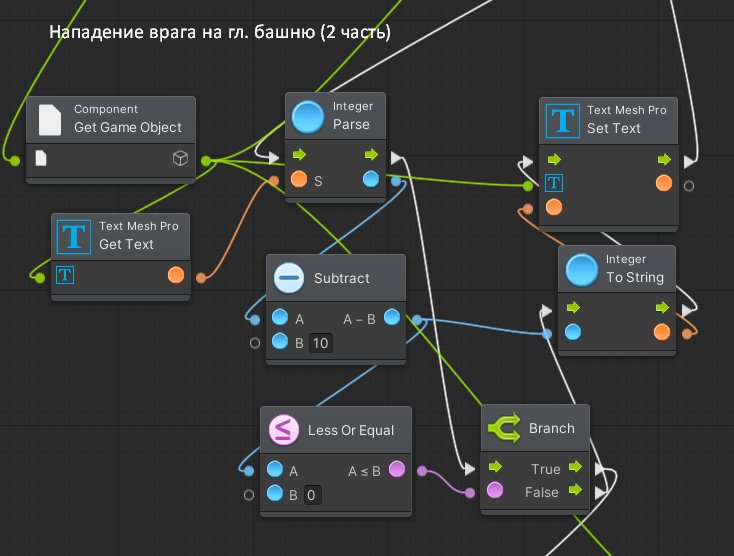 Нападение врага на гл. башню (2 часть)
Component
Get Game Object
Integer
Parse
S
Text Mesh Pro
Set Text
T
T
Text Mesh Pro
Get Text
T
T
Subtract
A
A − B
B 10
Integer
To String
Less Or Equal
A
A ≤ B
B 0
Branch
True
False